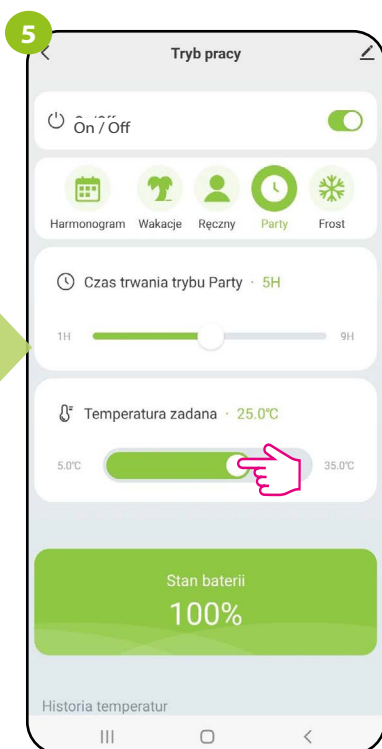 5
Tryb pracy
On / Off
Harmonogram Wakacje Ręczny Party Frost
Czas trwania trybu Party · 5H
1H 9H
Temperatura zadana · 25.0°C
5.0°C 35.0°C
Stan baterii
100%
Historia temperatur